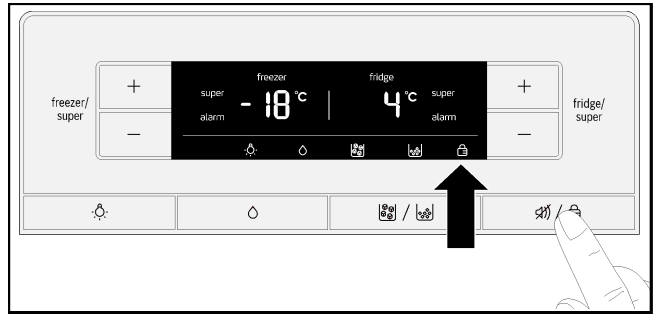 freezer/
super
+
−
super
alarm
freezer
-18°C
fridge
4°C
super
alarm
+
−
fridge/
super
/
/